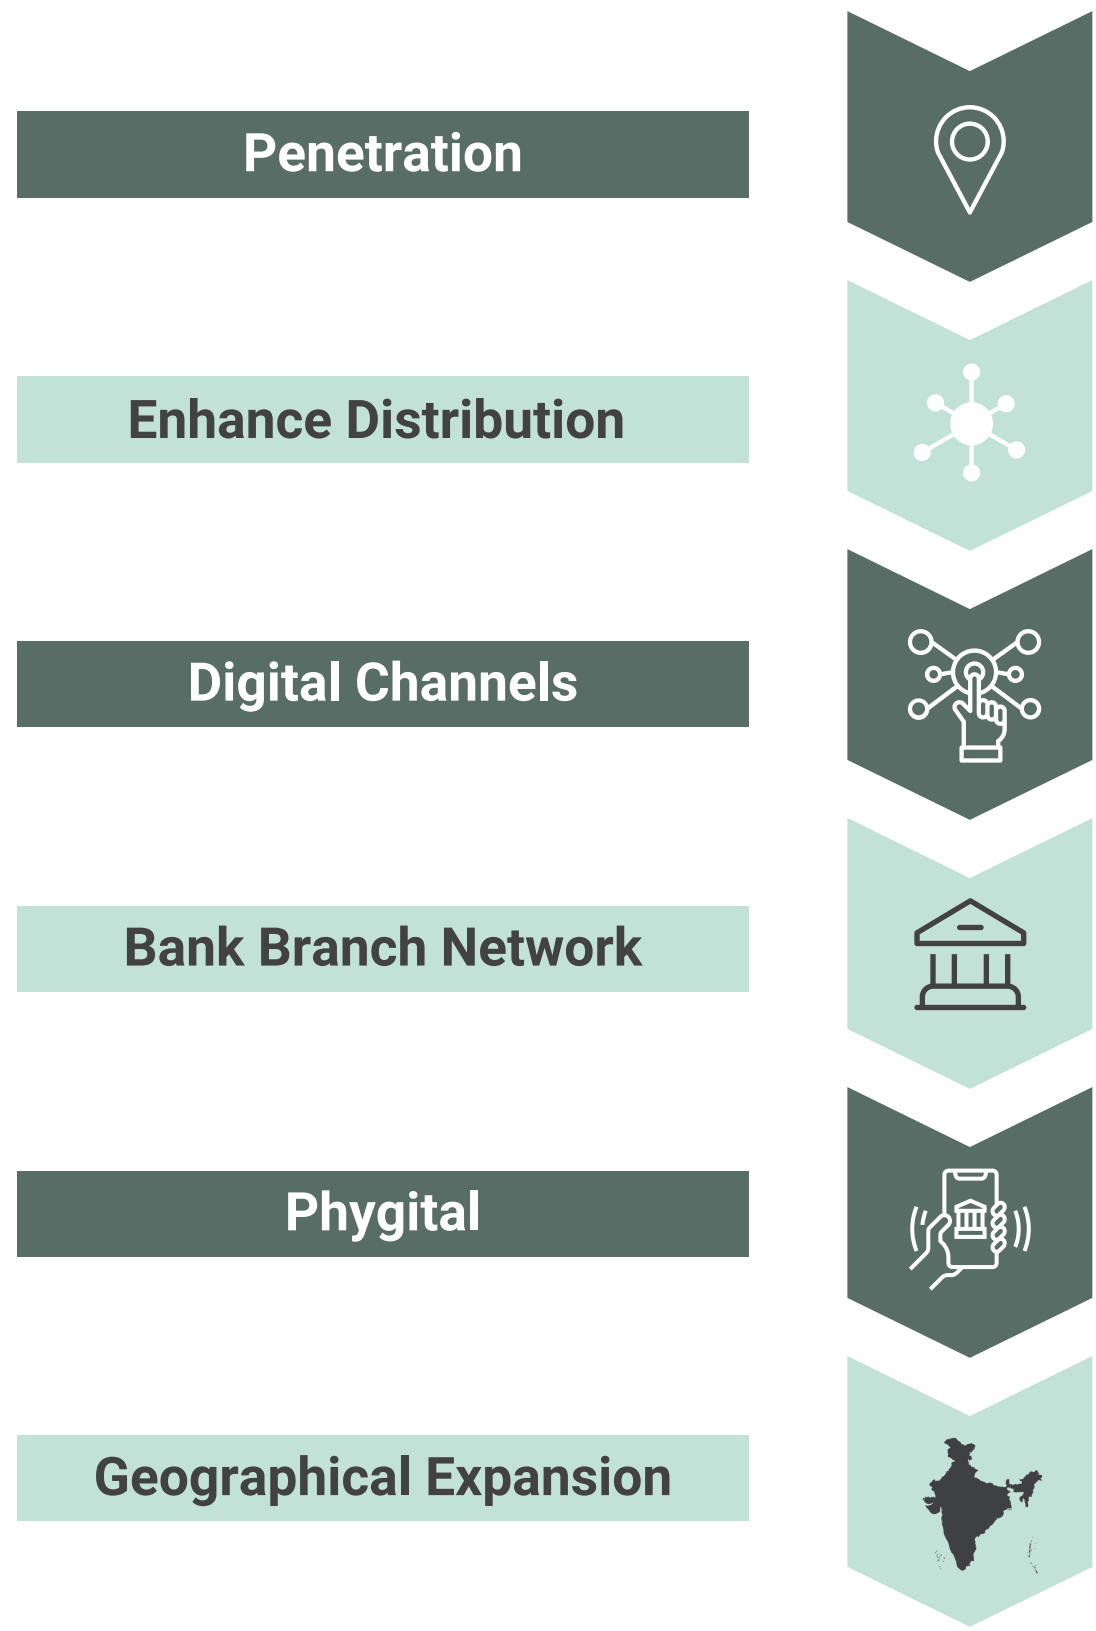 Penetration
Enhance Distribution
Digital Channels
Bank Branch Network
Phygital
Geographical Expansion